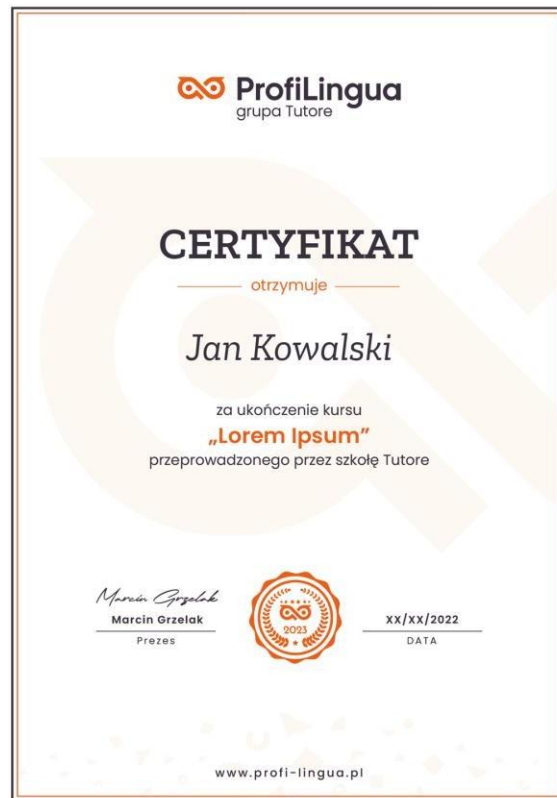 ProfiLingua
grupa Tutore
CERTYFIKAT
otrzymuje
Jan Kowalski
za ukończenie kursu
„Lorem Ipsum”
przeprowadzonego przez szkołę Tutore
Marcin Grzelak
Marcin Grzelak
Prezes
2023
XX/XX/2022
DATA
www.profi-lingua.pl